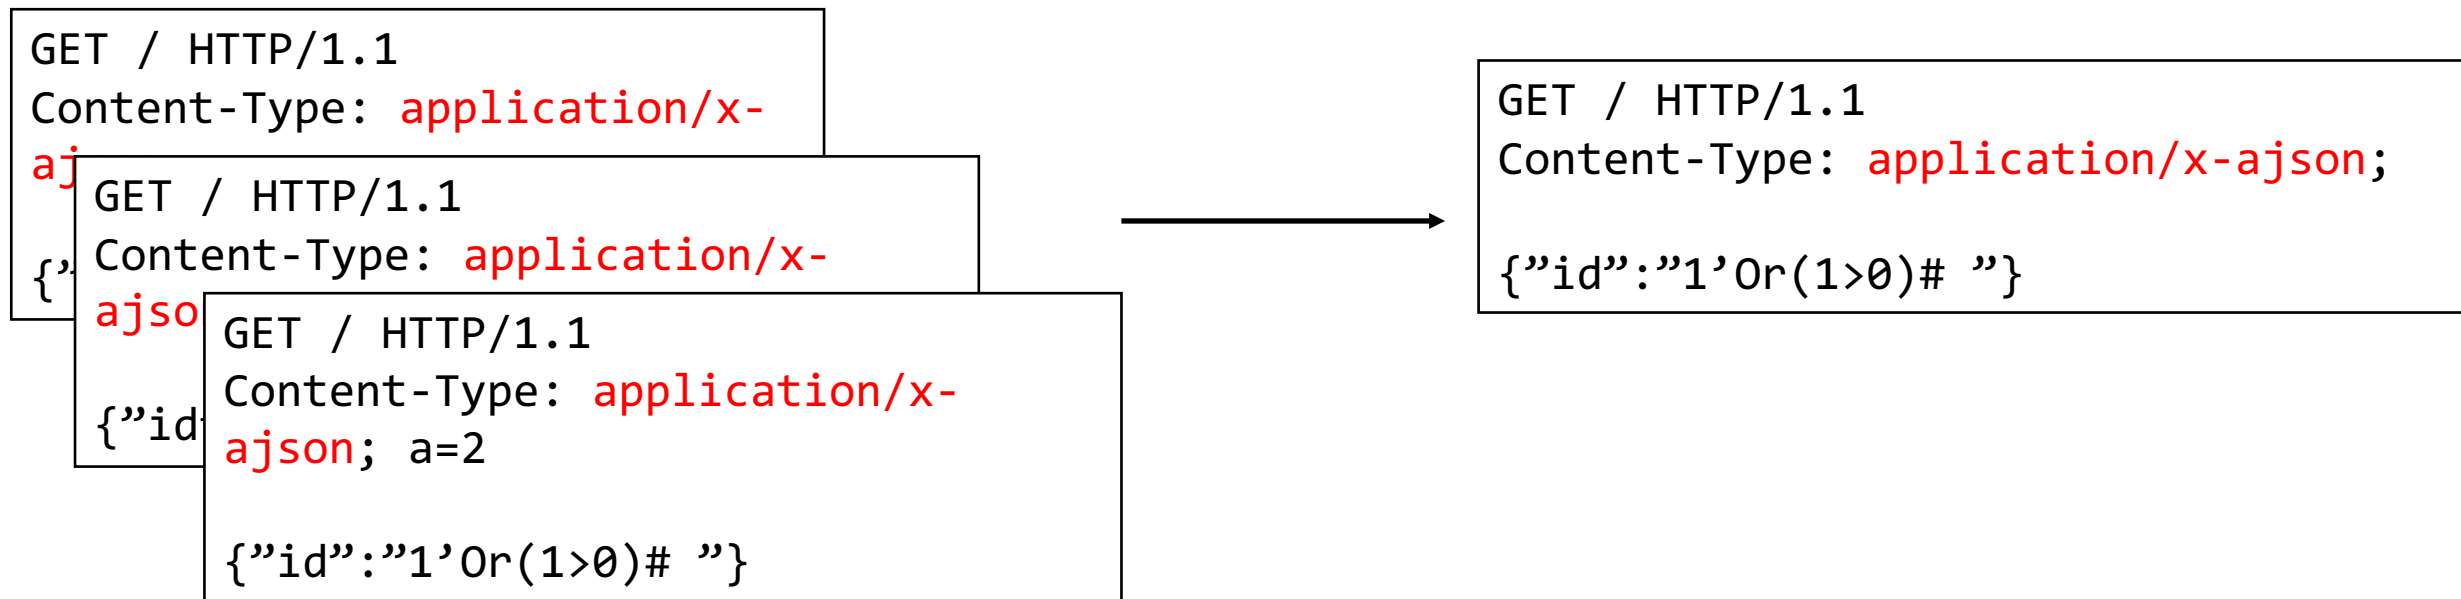 GET / HTTP/1.1
Content-Type: application/x-
aj
{”
GET / HTTP/1.1
Content-Type: application/x-
ajso
{”id
GET / HTTP/1.1
Content-Type: application/x-
ajson; a=2
{”id”:”1’Or(1>0)# ”}
GET / HTTP/1.1
Content-Type: application/x-ajson;
{”id”:”1’Or(1>0)# ”}